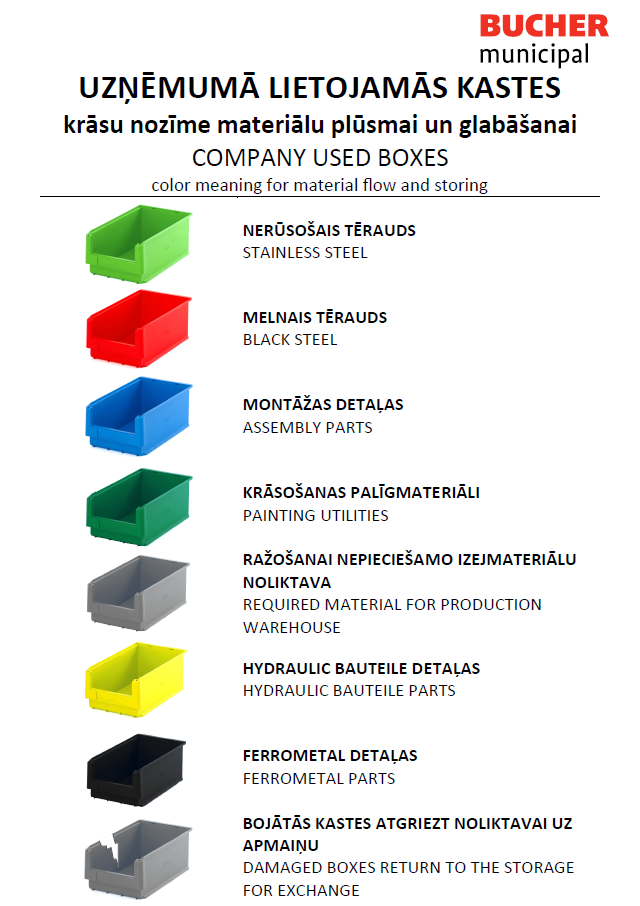 BUCHER
municipal
UZŅĒMUMĀ LIETOJAMĀS KASTES
krāsu nozīme materiālu plūsmai un glabāšanai
COMPANY USED BOXES
color meaning for material flow and storing
NERŪSOŠAIS TĒRAUDS
STAINLESS STEEL
MELNAIS TĒRAUDS
BLACK STEEL
MONTĀŽAS DETAĻAS
ASSEMBLY PARTS
KRĀSOŠANAS PALĪGMATERIĀLI
PAINTING UTILITIES
RAŽOŠANAI NEPIECIEŠAMO IZEJMATERIĀLU
NOLIKTAVA
REQUIRED MATERIAL FOR PRODUCTION
WAREHOUSE
HYDRAULIC BAUTEILE DETAĻAS
HYDRAULIC BAUTEILE PARTS
FERROMETAL DETAĻAS
FERROMETAL PARTS
BOJĀTĀS KASTES ATGRIEZT NOLIKTAVAI UZ
APMAIŅU
DAMAGED BOXES RETURN TO THE STORAGE
FOR EXCHANGE